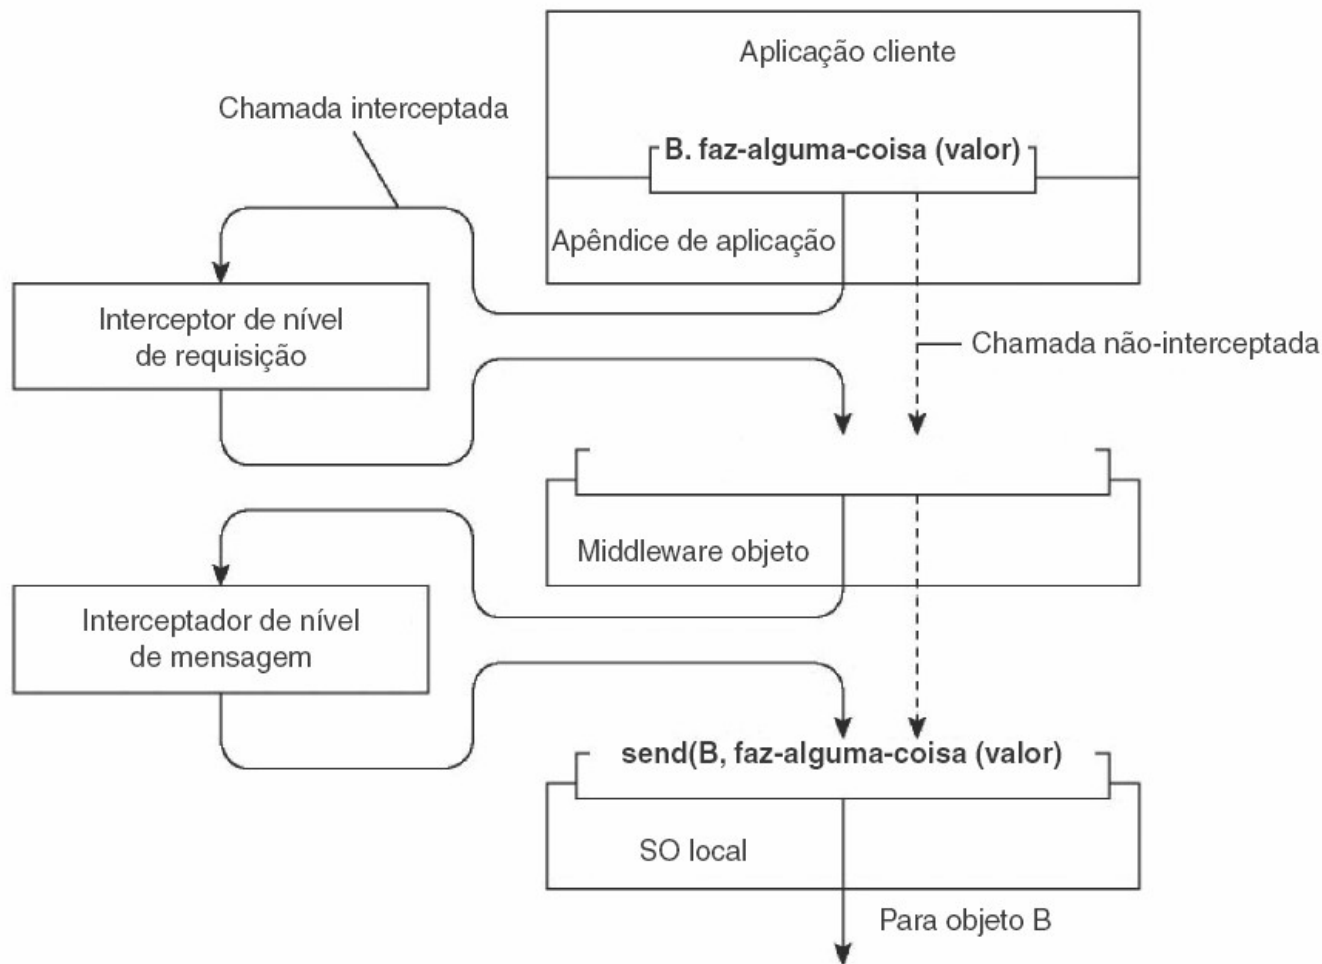 Aplicação cliente
Chamada interceptada
B. faz-alguma-coisa (valor)
Apêndice de aplicação
Interceptor de nível
de requisição
Chamada não-interceptada
Middleware objeto
Interceptador de nível
de mensagem
send(B, faz-alguma-coisa (valor)
SO local
Para objeto B